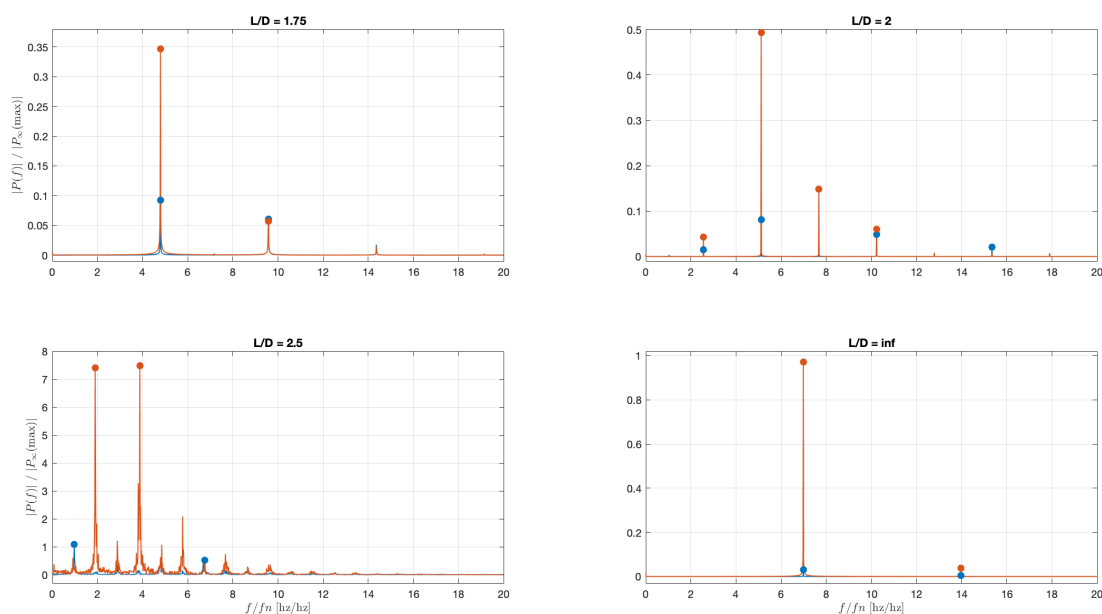 L/D = 1.75
0.35
0.3
0.25
0.2
0.15
0.1
0.05
0
|P(f)| / |P∞(max)|
0 2 4 6 8 10 12 14 16 18 20
L/D = 2
0.5
0.4
0.3
0.2
0.1
0
0 2 4 6 8 10 12 14 16 18 20
L/D = 2.5
8
7
6
5
4
3
2
1
0
|P(f)| / |P∞(max)|
0 2 4 6 8 10 12 14 16 18 20
f/fn [hz/hz]
L/D = inf
1
0.8
0.6
0.4
0.2
0
0 2 4 6 8 10 12 14 16 18 20
f/fn [hz/hz]